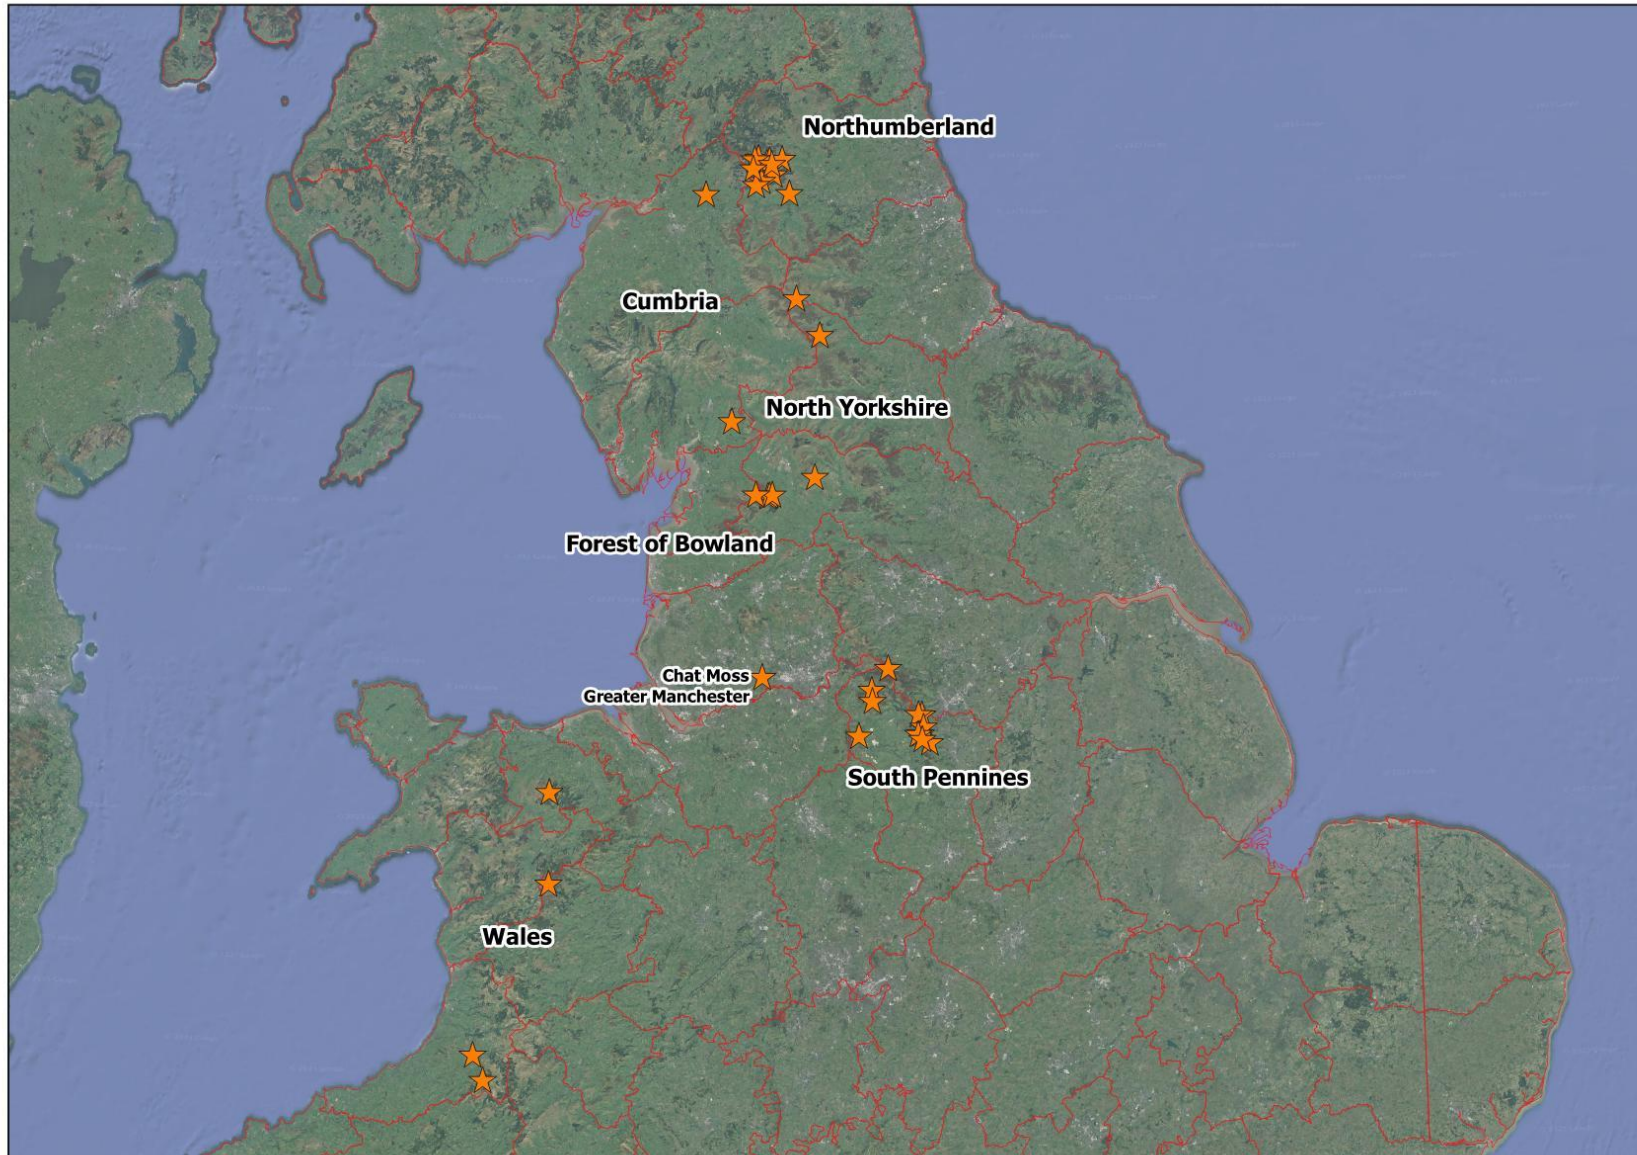 Northumberland
Cumbria
North Yorkshire
Forest of Bowland
Chat Moss
Greater Manchester
South Pennines
Wales